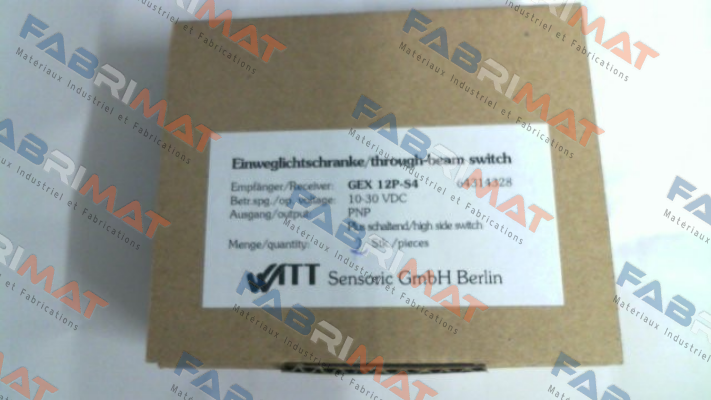 Einweglichtschranke/through-beam switch
Empfänger/Receiver: GEX 12P-S4 64314328
Betr.spg./op. voltage: 10-30 VDC
Ausgang/output: PNP
Plus schaltend/high side switch
Menge/quantity: Stk./pieces
WATT Sensoric GmbH Berlin
FABRIMAT
Materiaux Industriel et Fabrications